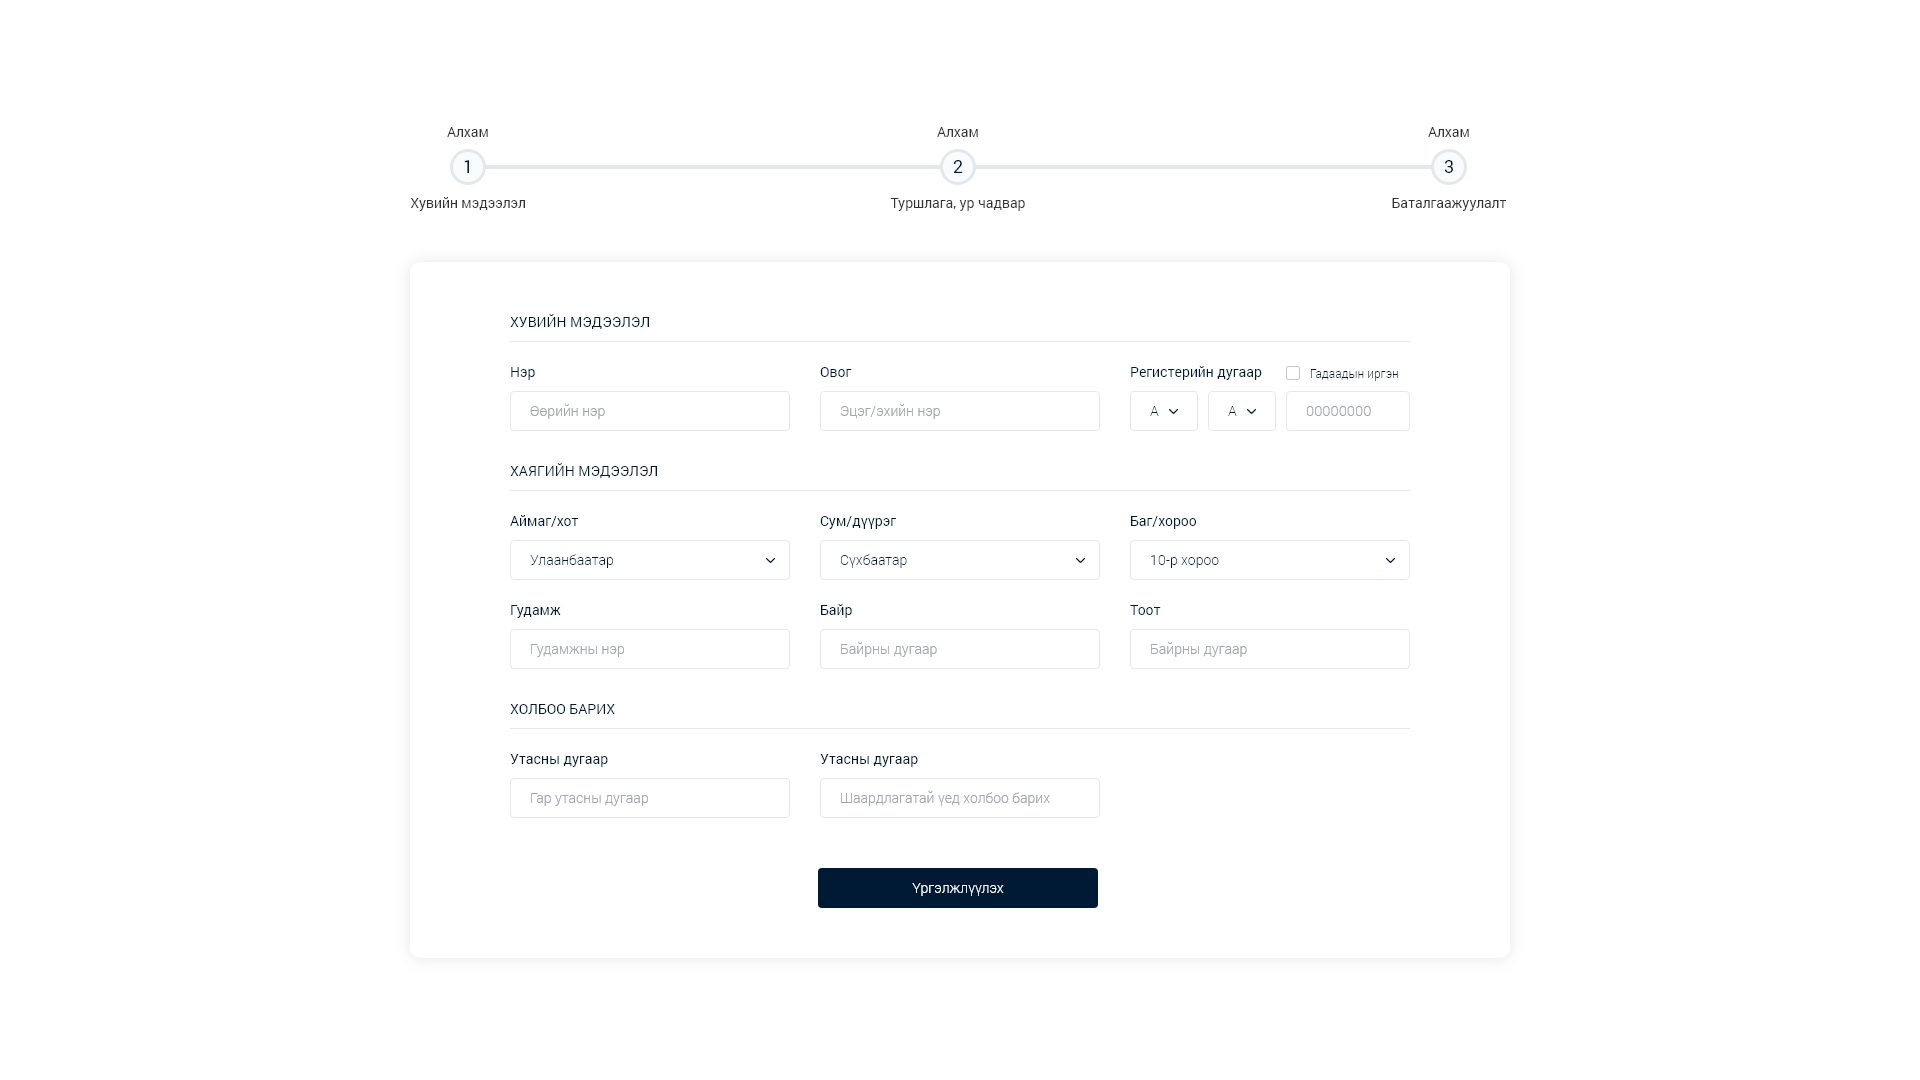 Алхам Алхам Алхам
1 2 3
Хувийн мэдээлэл Туршлага, ур чадвар Баталгаажуулалт
ХУВИЙН МЭДЭЭЛЭЛ
Нэр Овог Регистерийн дугаар Гадаадын иргэн
Өөрийн нэр Эцэг/эхийн нэр А А 00000000
ХАЯГИЙН МЭДЭЭЛЭЛ
Аймаг/хот Сум/дүүрэг Баг/хороо
Улаанбаатар Сүхбаатар 10-р хороо
Гудамж Байр Тоот
Гудамжны нэр Байрны дугаар Байрны дугаар
ХОЛБОО БАРИХ
Утасны дугаар Утасны дугаар
Гар утасны дугаар Шаардлагатай үед холбоо барих
Үргэлжлүүлэх